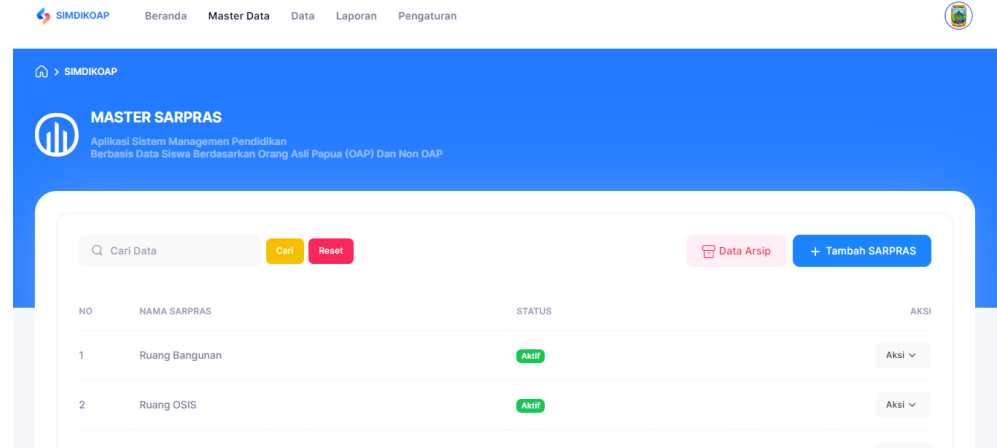 SIMDIKOAP Beranda Master Data Data Laporan Pengaturan
> SIMDIKOAP
MASTER SARPRAS
Aplikasi Sistem Managemen Pendidikan
Berbasis Data Siswa Berdasarkan Orang Asli Papua (OAP) Dan Non OAP
Cari Data Cari Reset Data Arsip + Tambah SARPRAS
NO NAMA SARPRAS STATUS AKSI
1 Ruang Bangunan Aktif Aksi
2 Ruang OSIS Aktif Aksi